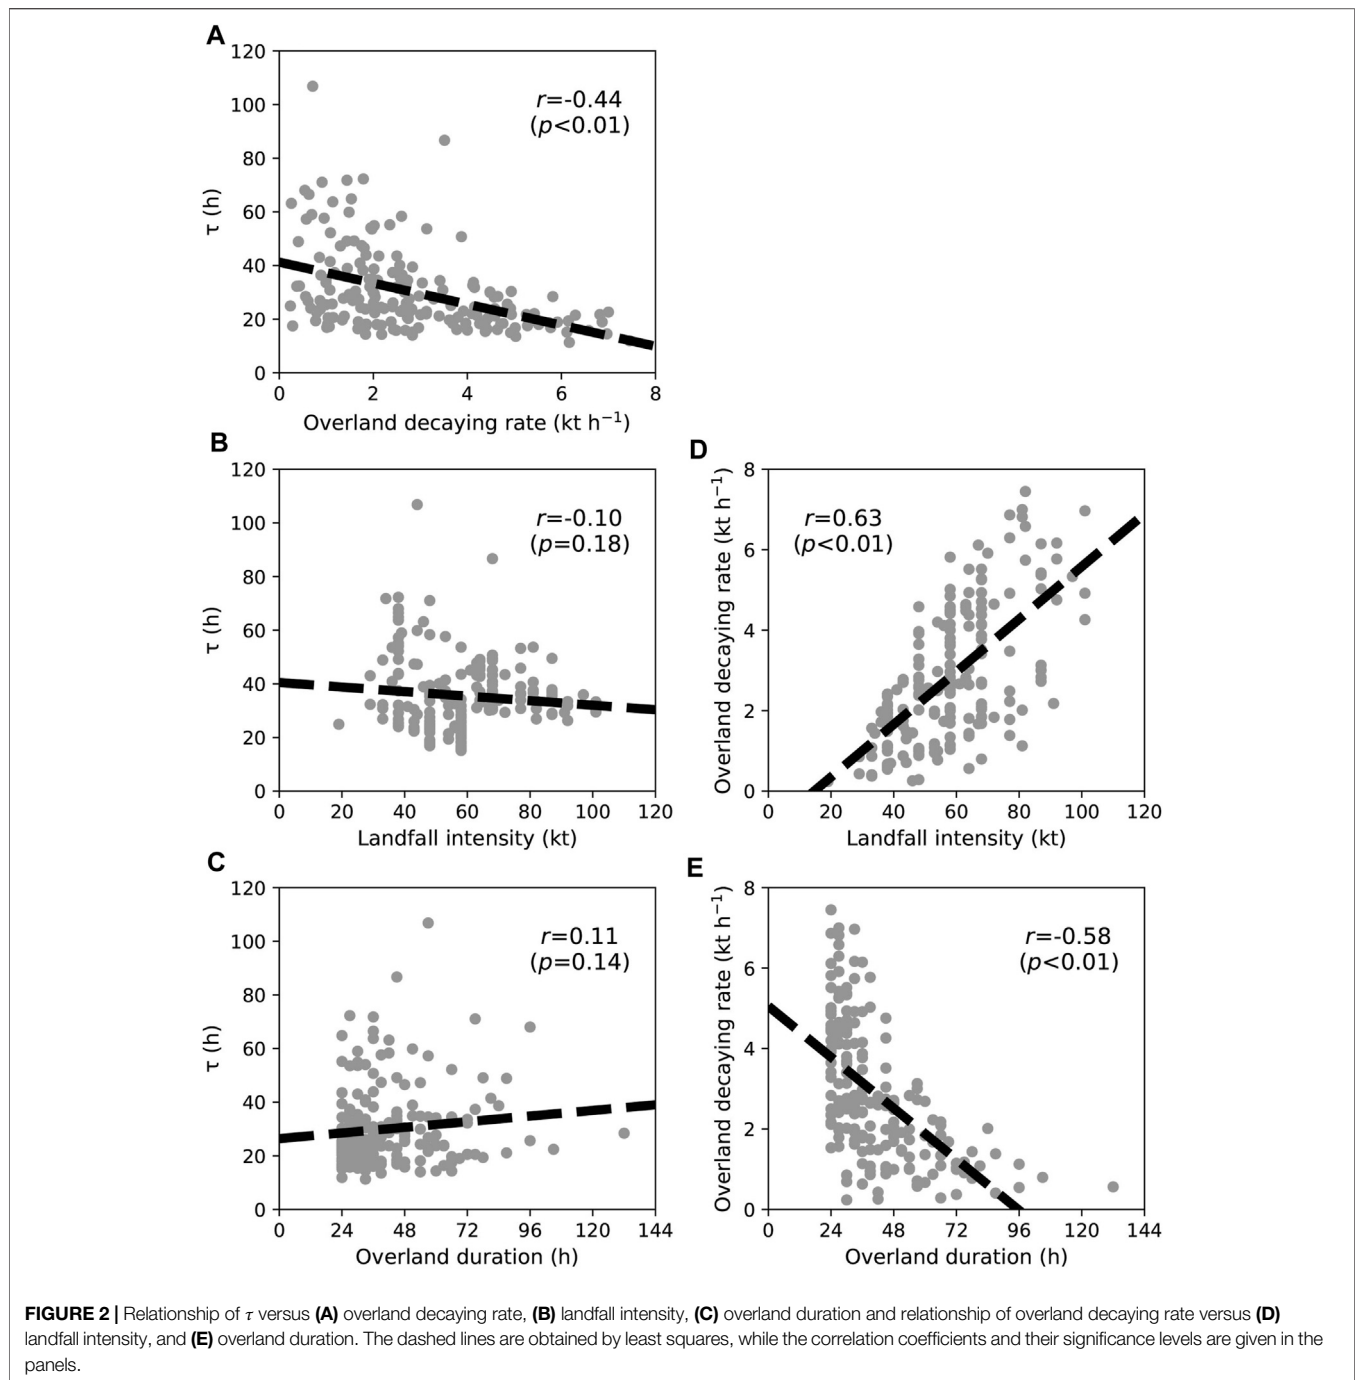 A
120
100
80
60
40
20
0
τ (h)
r=-0.44
(p<0.01)
0 2 4 6 8
Overland decaying rate (kt h−1)
B
120
100
80
60
40
20
0
τ (h)
r=-0.10
(p=0.18)
0 20 40 60 80 100 120
Landfall intensity (kt)
D
8
6
4
2
0
Overland decaying rate (kt h−1)
r=0.63
(p<0.01)
0 20 40 60 80 100 120
Landfall intensity (kt)
C
120
100
80
60
40
20
0
τ (h)
r=0.11
(p=0.14)
0 24 48 72 96 120 144
Overland duration (h)
E
8
6
4
2
0
Overland decaying rate (kt h−1)
r=-0.58
(p<0.01)
0 24 48 72 96 120 144
Overland duration (h)
FIGURE 2 | Relationship of τ versus (A) overland decaying rate, (B) landfall intensity, (C) overland duration and relationship of overland decaying rate versus (D)
landfall intensity, and (E) overland duration. The dashed lines are obtained by least squares, while the correlation coefficients and their significance levels are given in the
panels.